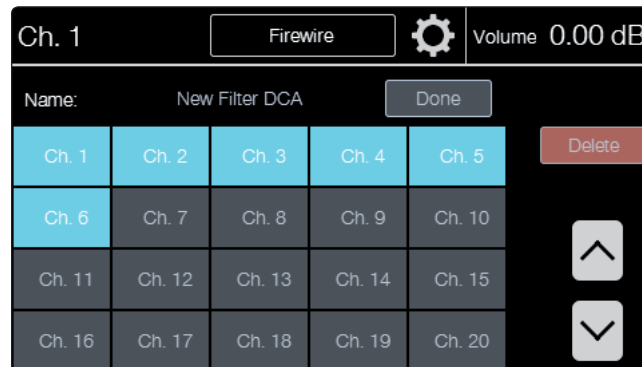 Ch. 1 Firewire Volume 0.00 dB
Name: New Filter DCA Done
Ch. 1 Ch. 2 Ch. 3 Ch. 4 Ch. 5 Delete
Ch. 6 Ch. 7 Ch. 8 Ch. 9 Ch. 10
Ch. 11 Ch. 12 Ch. 13 Ch. 14 Ch. 15
Ch. 16 Ch. 17 Ch. 18 Ch. 19 Ch. 20